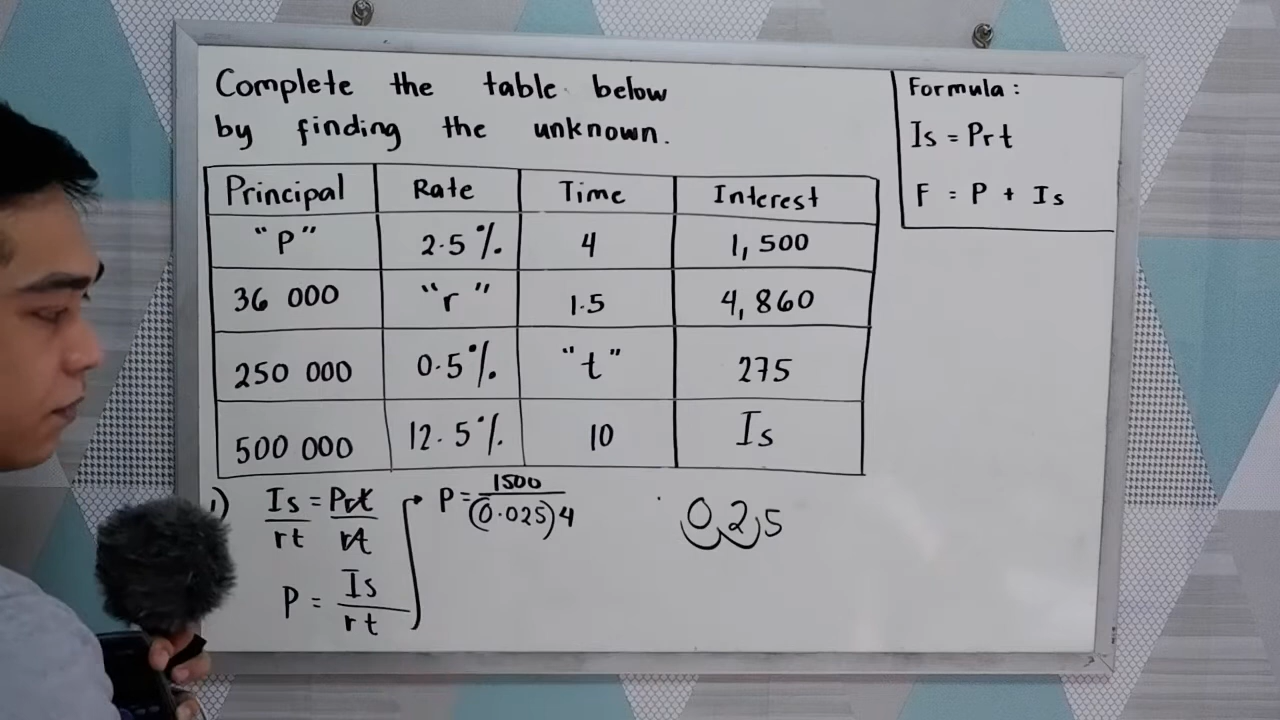 Complete the table below
by finding the unknown.
Formula:
Is = Prt
F = P + Is
Principal Rate Time Interest
"P" 2.5% 4 1,500
36 000 "r" 1.5 4,860
250 000 0.5% "t" 275
500 000 12.5% 10 Is
1) Is/rt = Prt/rt
P = Is/rt
P = 1500/(0.025)4
.025